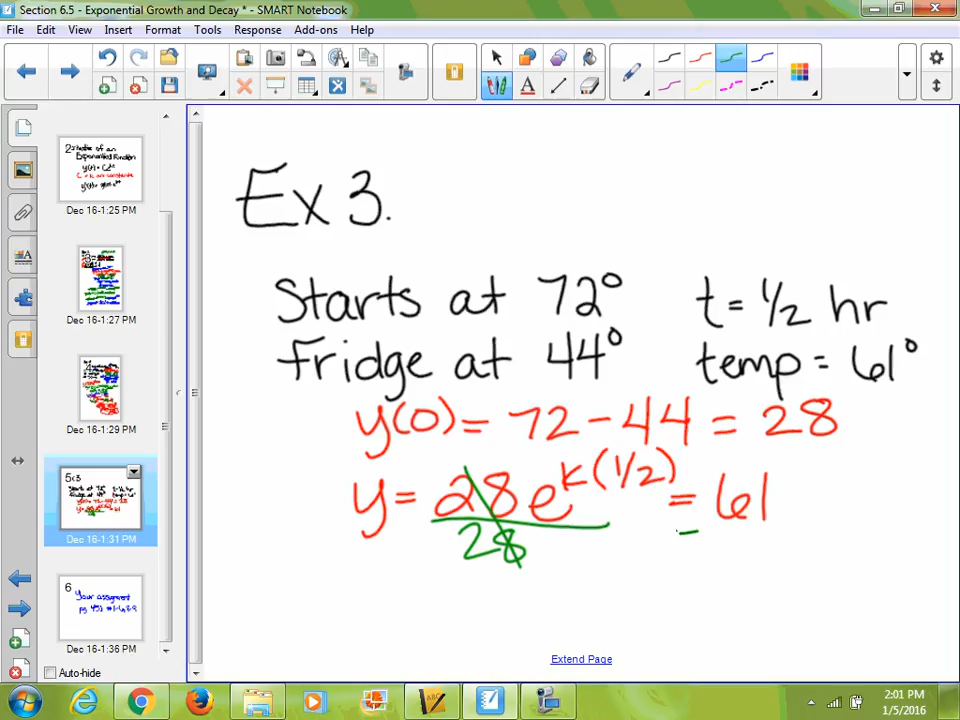 Section 6.5 - Exponential Growth and Decay * - SMART Notebook
File Edit View Insert Format Tools Response Add-ons Help
Dec 16-1:25 PM
Dec 16-1:27 PM
Dec 16-1:29 PM
Dec 16-1:31 PM
6
Your assignment
Dec 16-1:36 PM
Auto-hide
Ex 3.
Starts at 72° t = 1/2 hr
Fridge at 44° temp = 61°
y(0) = 72 - 44 = 28
y = 28e^k(1/2) = 61
28
Extend Page
2:01 PM
1/5/2016